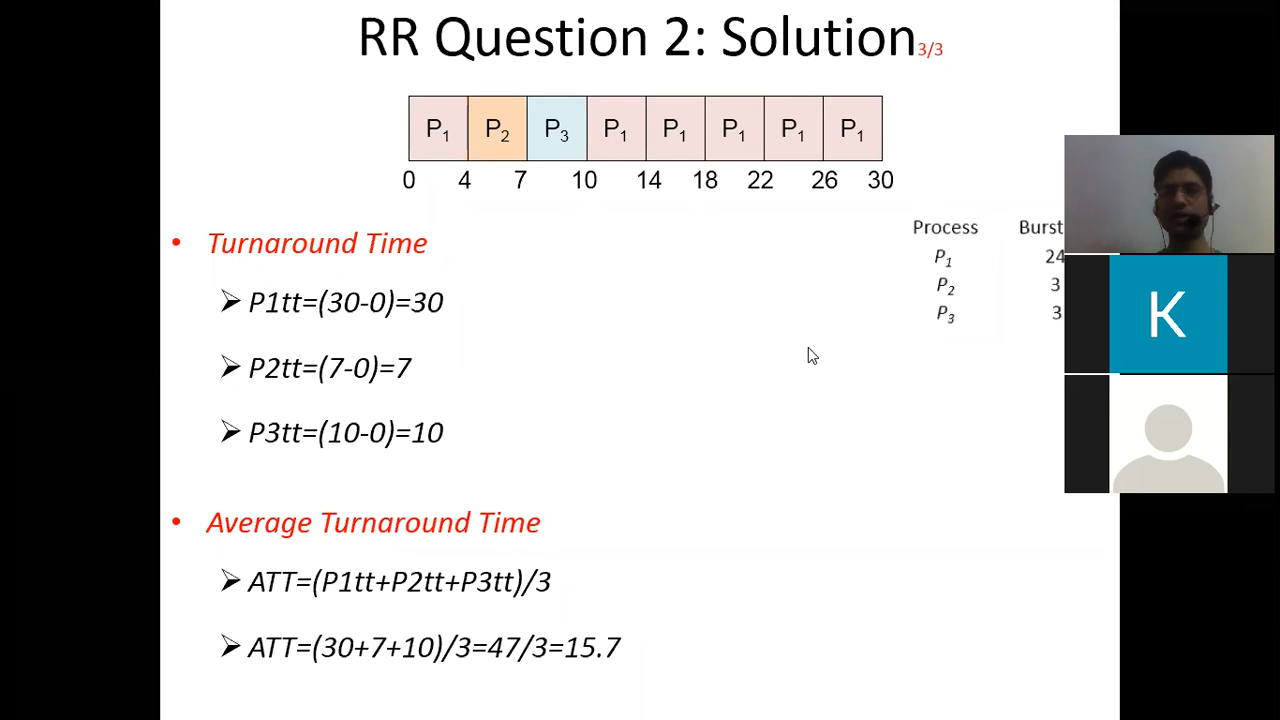 RR Question 2: Solution3/3
P1 P2 P3 P1 P1 P1 P1 P1
0 4 7 10 14 18 22 26 30
• Turnaround Time
➢ P1tt=(30-0)=30
➢ P2tt=(7-0)=7
➢ P3tt=(10-0)=10
Process Burst
P1 24
P2 3
P3 3
K
• Average Turnaround Time
➢ ATT=(P1tt+P2tt+P3tt)/3
➢ ATT=(30+7+10)/3=47/3=15.7